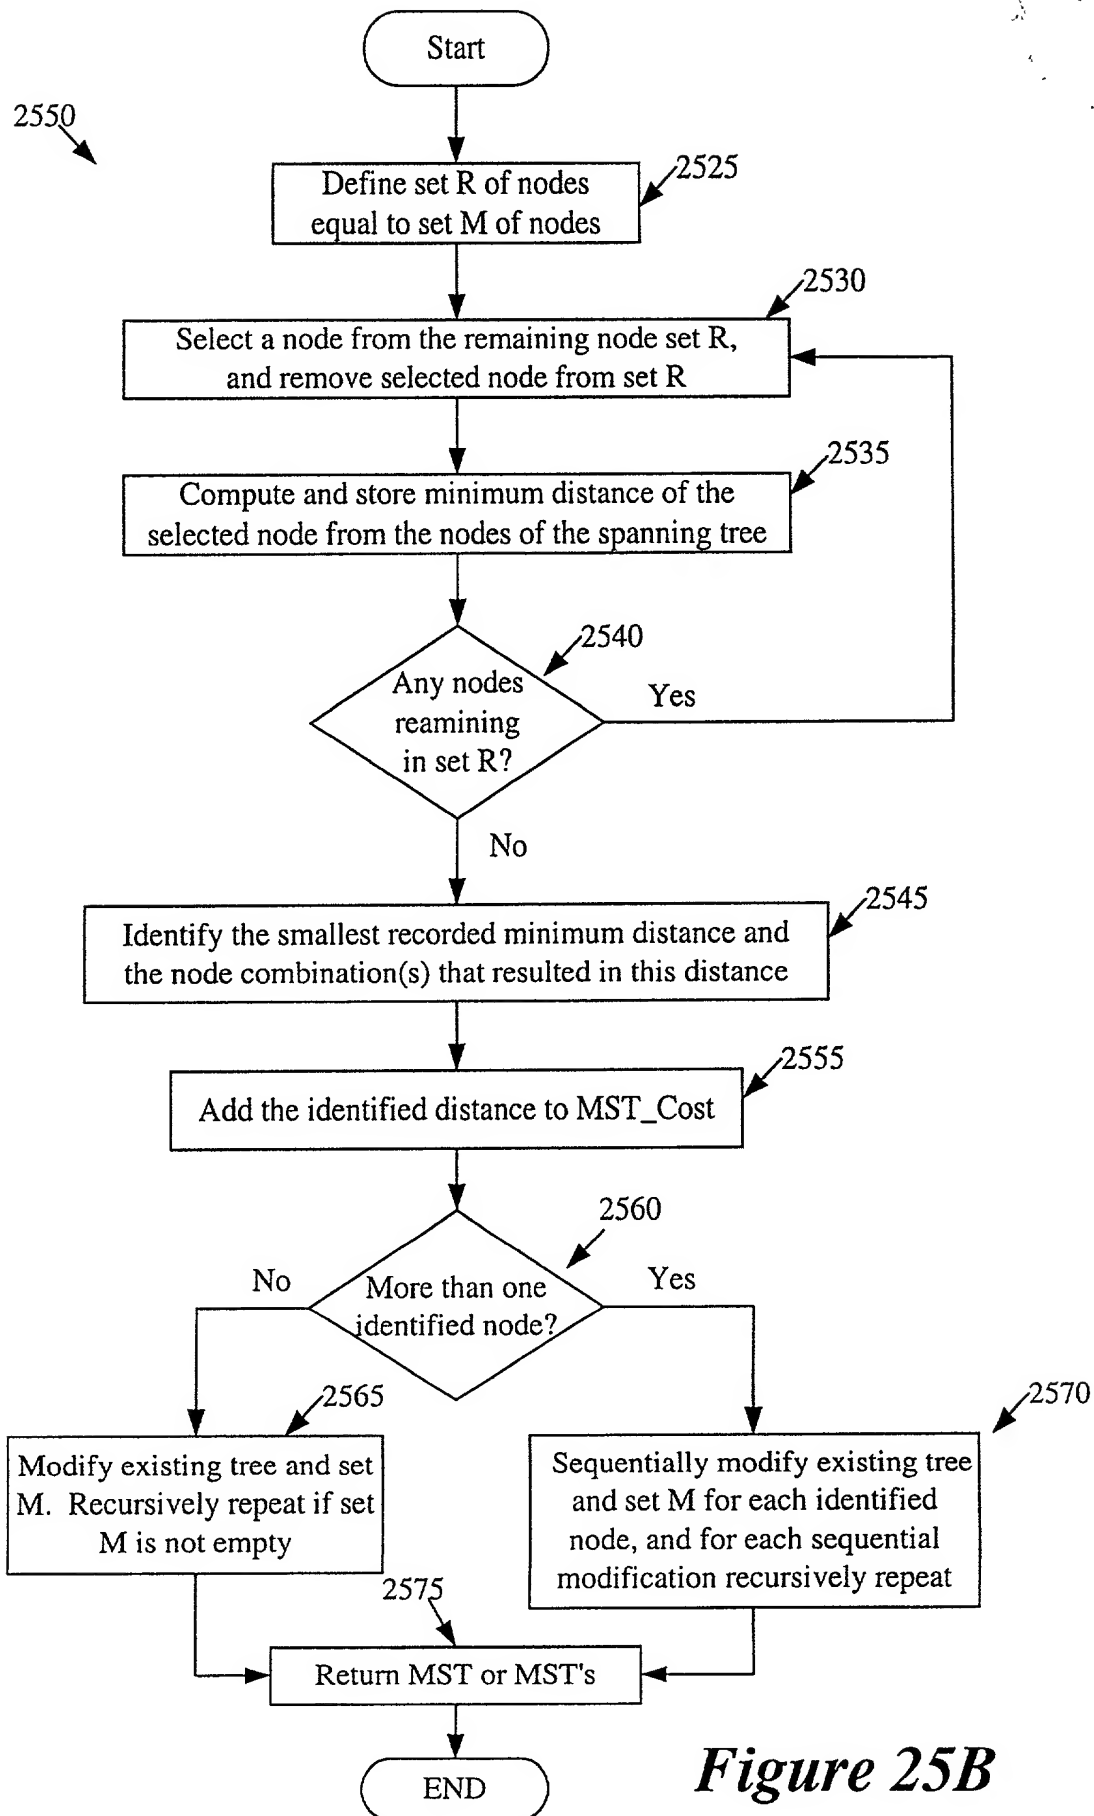 Start
2550
2525
Define set R of nodes
equal to set M of nodes
2530
Select a node from the remaining node set R,
and remove selected node from set R
2535
Compute and store minimum distance of the
selected node from the nodes of the spanning tree
2540
Any nodes
reamining
in set R?
Yes
No
2545
Identify the smallest recorded minimum distance and
the node combination(s) that resulted in this distance
2555
Add the identified distance to MST_Cost
2560
No
More than one
identified node?
Yes
2565
Modify existing tree and set
M. Recursively repeat if set
M is not empty
2570
Sequentially modify existing tree
and set M for each identified
node, and for each sequential
modification recursively repeat
2575
Return MST or MST's
END
Figure 25B